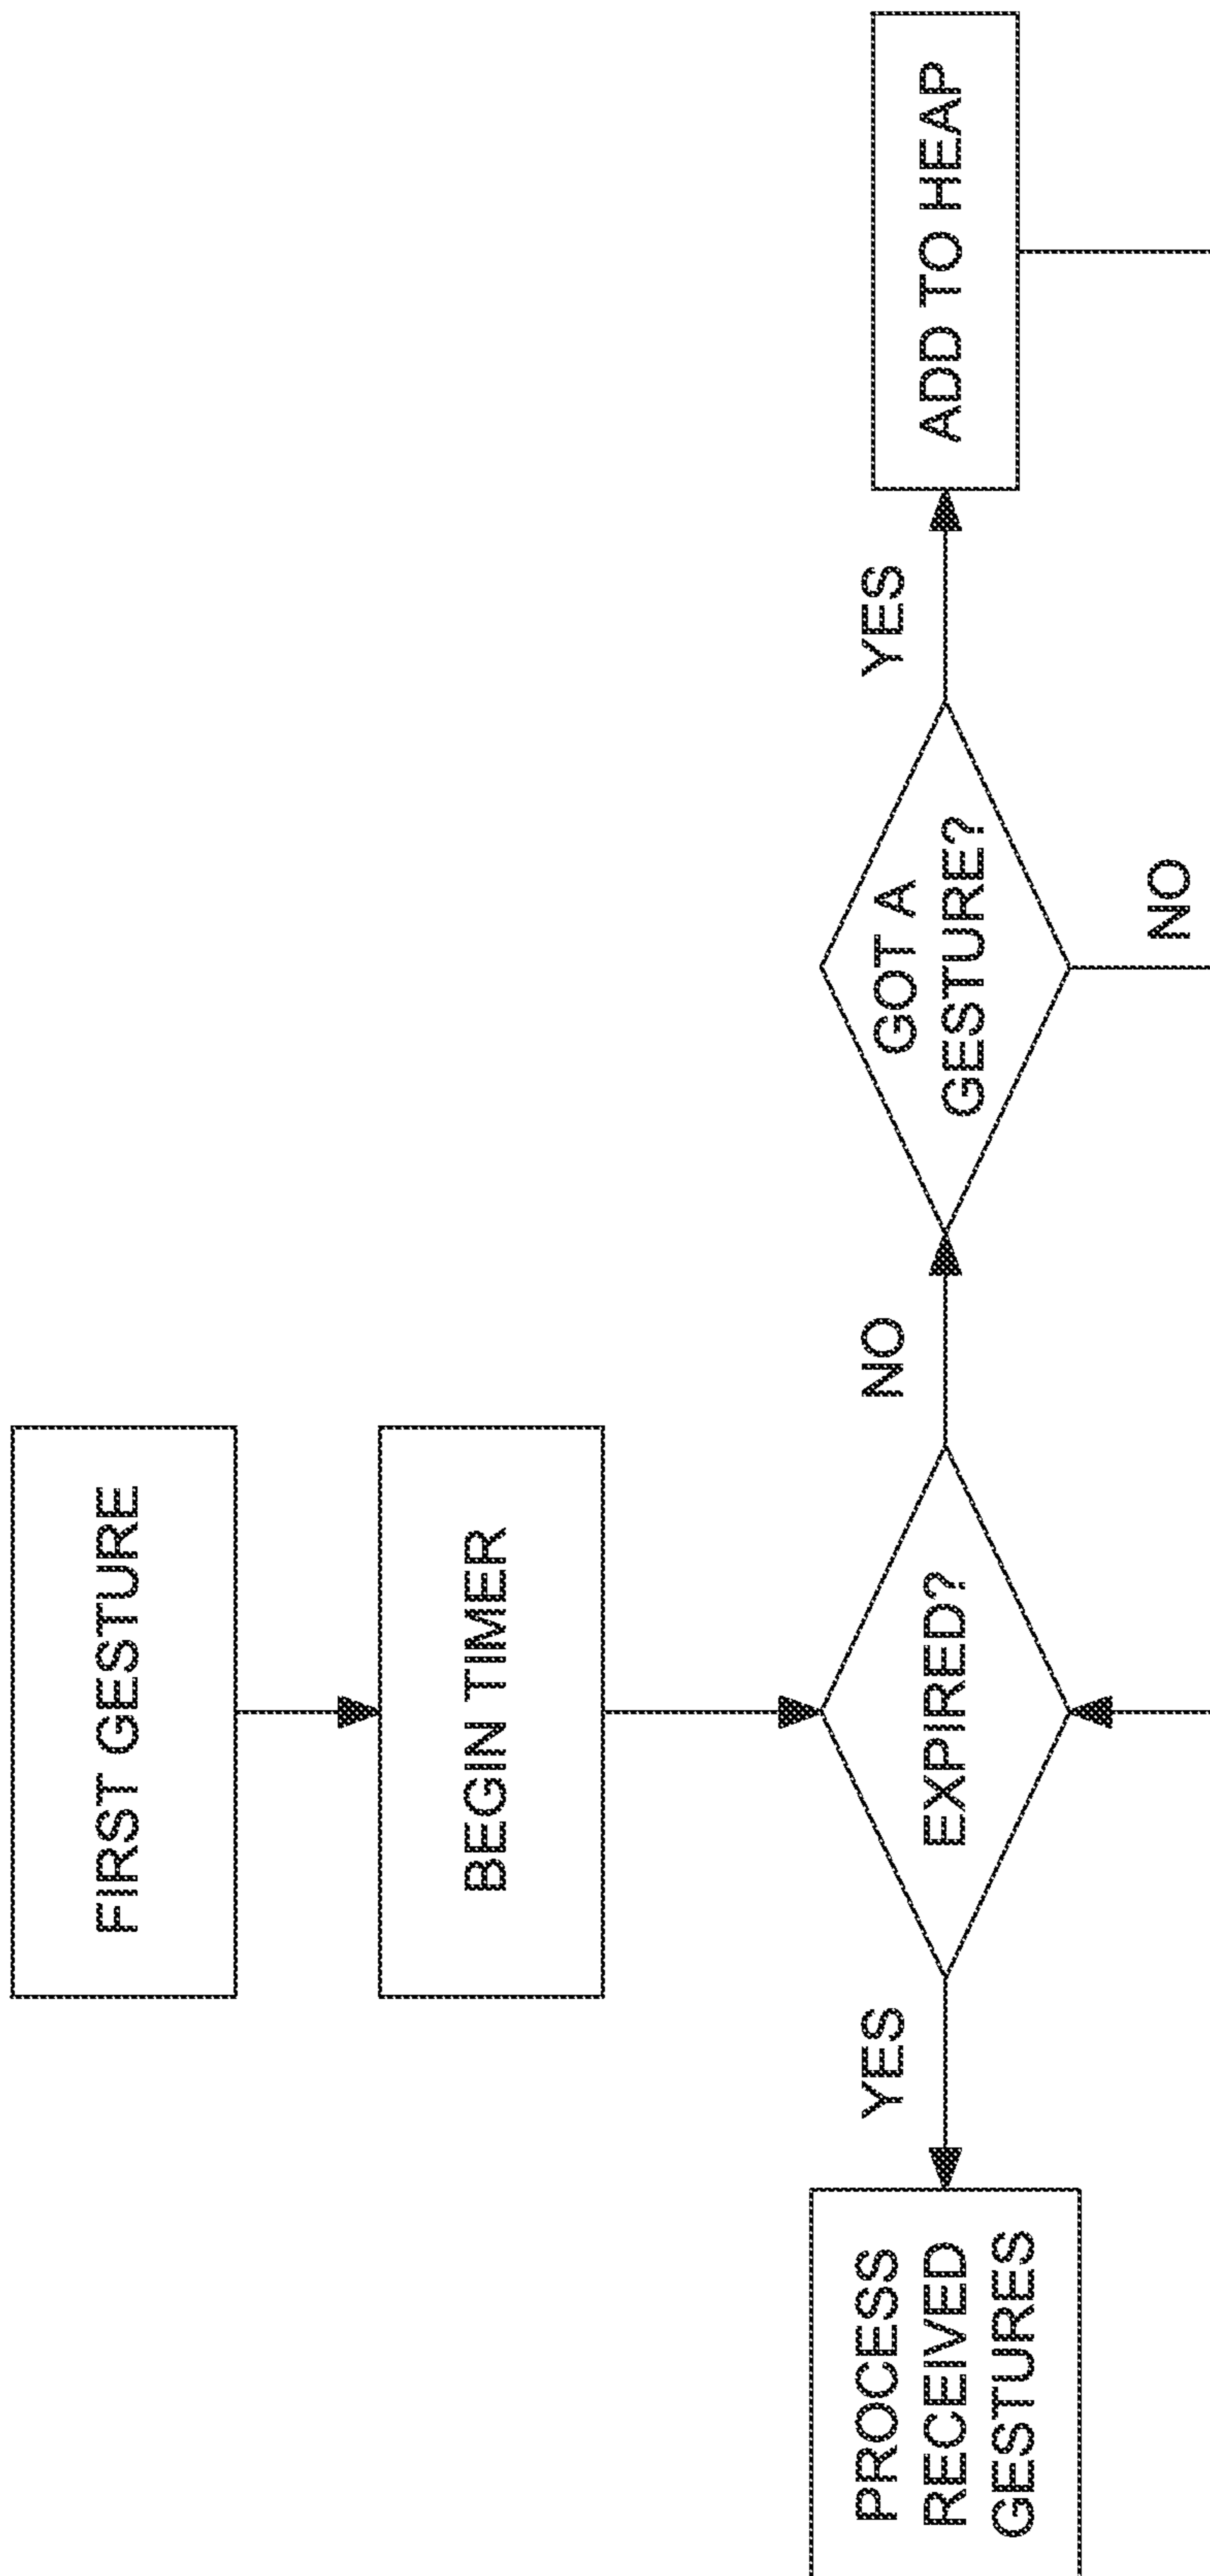 FIRST GESTURE
BEGIN TIMER
PROCESS
RECEIVED
GESTURES
YES
EXPIRED?
NO
GOT A
GESTURE?
YES
ADD TO HEAP
NO